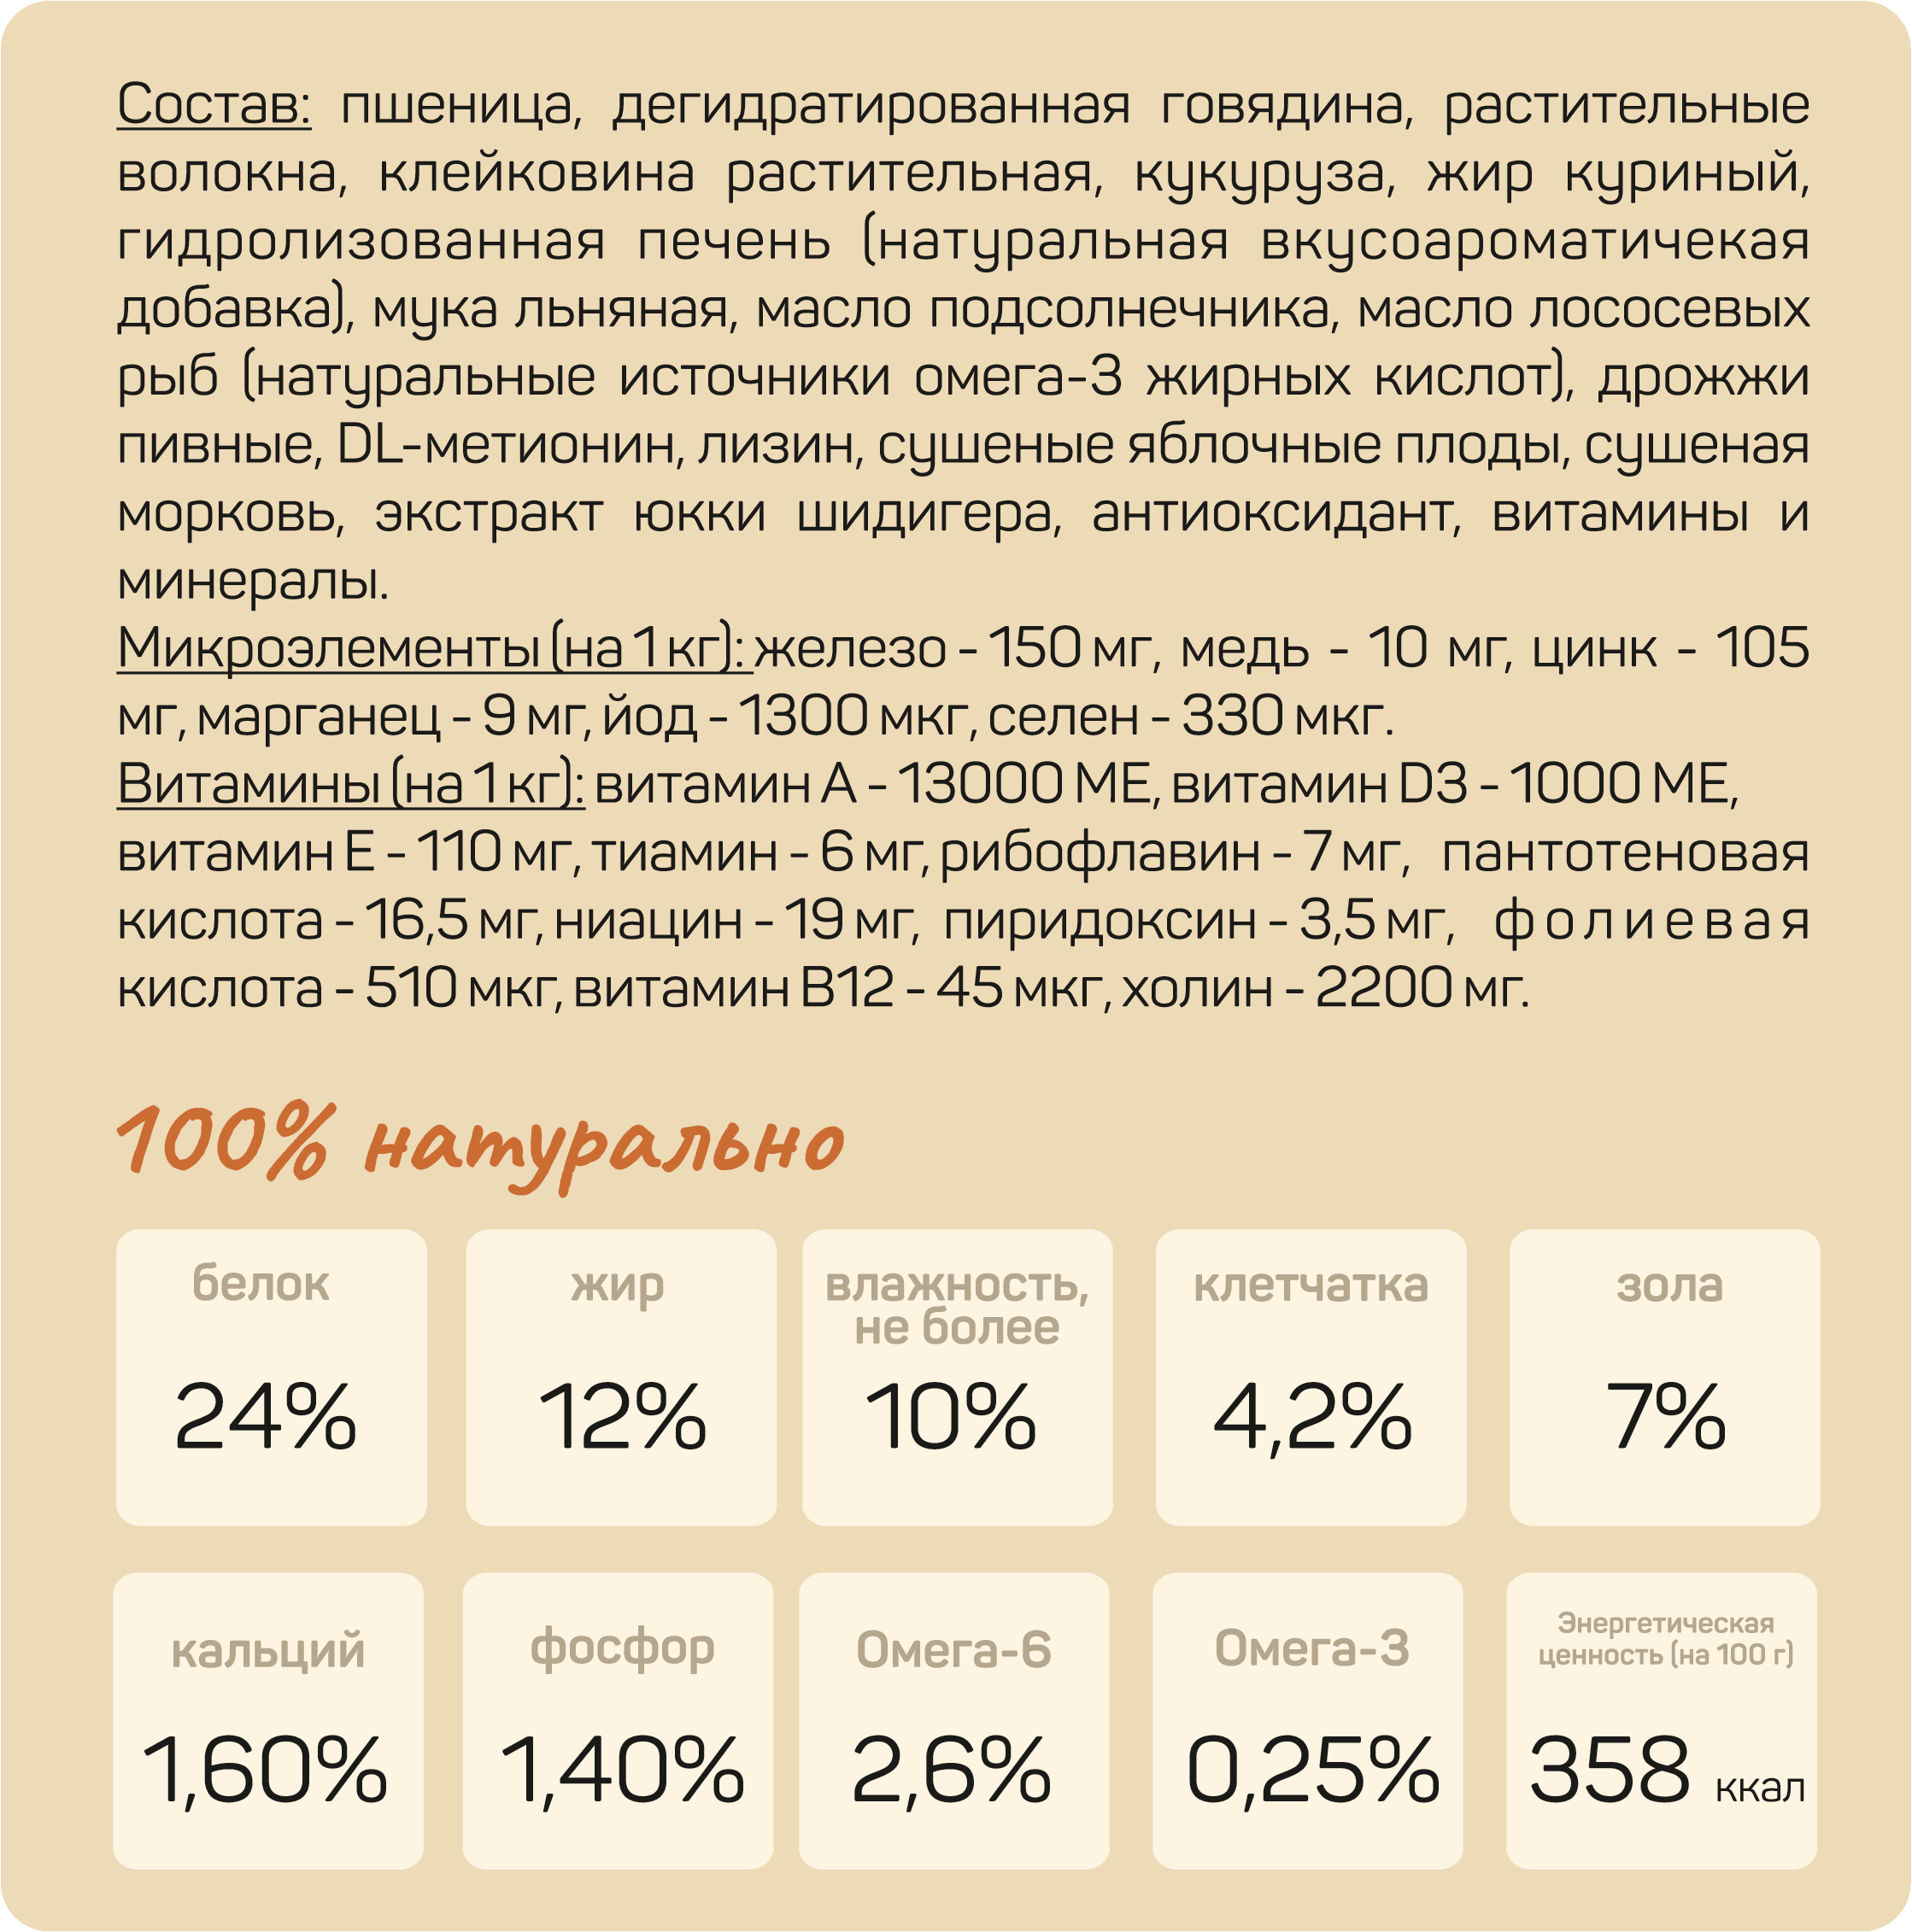 Состав: пшеница, дегидратированная говядина, растительные
волокна, клейковина растительная, кукуруза, жир куриный,
гидролизованная печень (натуральная вкусоароматичекая
добавка), мука льняная, масло подсолнечника, масло лососевых
рыб (натуральные источники омега-3 жирных кислот), дрожжи
пивные, DL-метионин, лизин, сушеные яблочные плоды, сушеная
морковь, экстракт юкки шидигера, антиоксидант, витамины и
минералы.
Микроэлементы (на 1 кг): железо - 150 мг, медь - 10 мг, цинк - 105
мг, марганец - 9 мг, йод - 1300 мкг, селен - 330 мкг.
Витамины (на 1 кг): витамин А - 13000 МЕ, витамин D3 - 1000 МЕ,
витамин Е - 110 мг, тиамин - 6 мг, рибофлавин - 7 мг, пантотеновая
кислота - 16,5 мг, ниацин - 19 мг, пиридоксин - 3,5 мг, фолиевая
кислота - 510 мкг, витамин В12 - 45 мкг, холин - 2200 мг.
100% натурально
белок
24%
жир
12%
влажность,
не более
10%
клетчатка
4,2%
зола
7%
кальций
1,60%
фосфор
1,40%
Омега-6
2,6%
Омега-3
0,25%
Энергетическая
ценность (на 100 г)
358 ккал